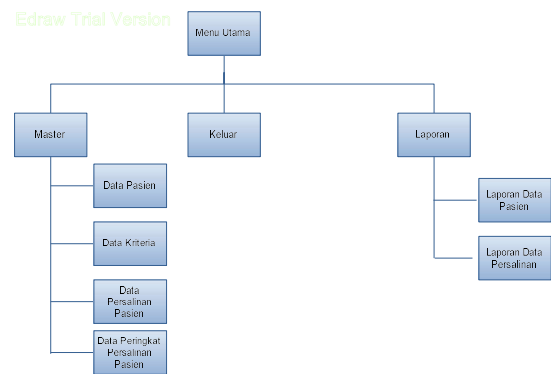 Edraw Trial Version
Menu Utama
Master
Keluar
Laporan
Data Pasien
Laporan Data
Pasien
Data Kriteria
Laporan Data
Persalinan
Data
Persalinan
Pasien
Data Peringkat
Persalinan
Pasien